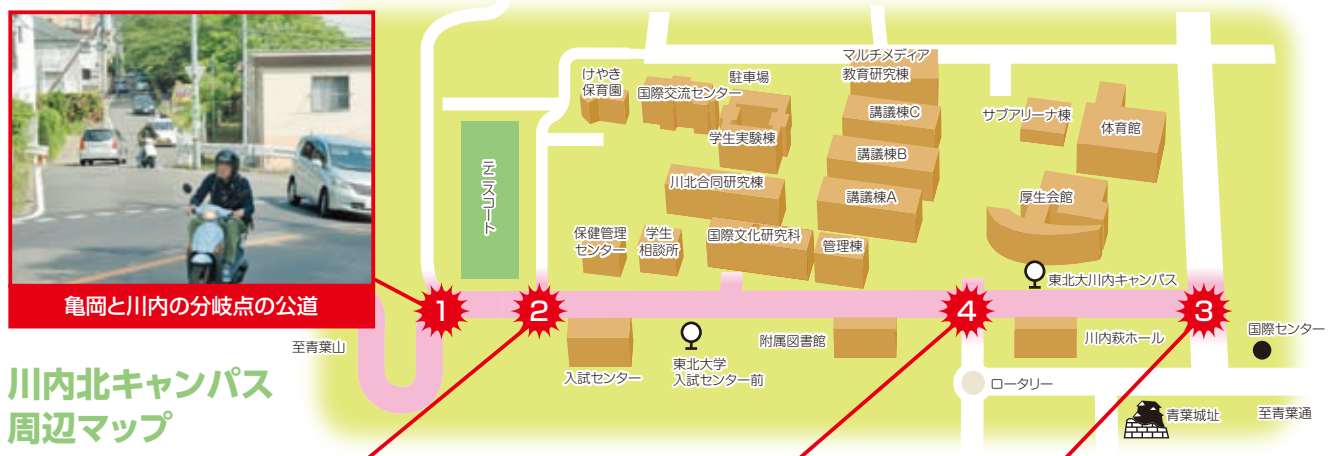 亀岡と川内の分岐点の公道
川内北キャンパス
周辺マップ
至青葉山
1
2
4
3
テニスコート
けやき
保育園
国際交流センター
駐車場
学生実験棟
マルチメディア
教育研究棟
講議棟C
講議棟B
講議棟A
サブアリーナ棟
体育館
川北合同研究棟
厚生会館
保健管理
センター
学生
相談所
国際文化研究科
管理棟
東北大川内キャンパス
入試センター
東北大学
入試センター前
附属図書館
川内萩ホール
国際センター
ロータリー
青葉城址
至青葉通